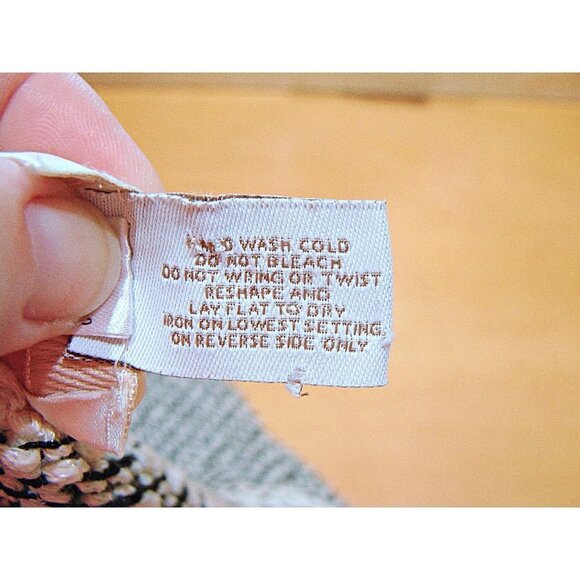 WASH COLD
DO NOT BLEACH
DO NOT WRING OR TWIST
RESHAPE AND
LAY FLAT TO DRY
IRON ON LOWEST SETTING
ON REVERSE SIDE ONLY